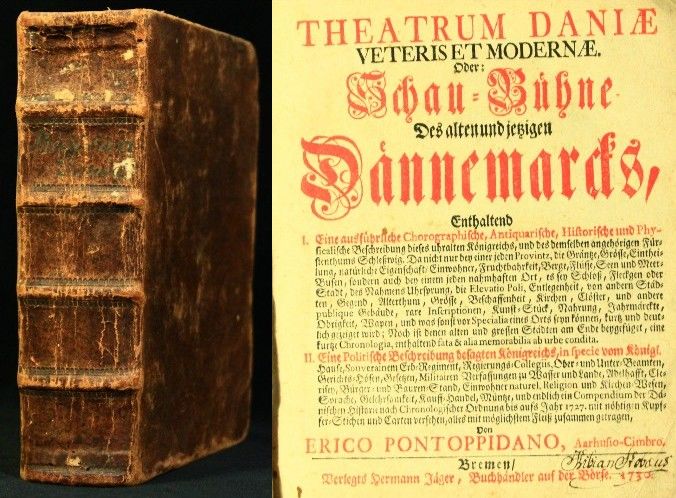 THEATRUM DANIÆ
VETERIS ET MODERNÆ.
Oder:
Schau-Bühne
Des alten und jetzigen
Dännemarcks,
Enthaltend
I. Eine ausführliche Chorographische, Antiquarische, Historische und Phy-
sicalische Beschreibung dieses uhralten Königreichs, und des demselben angehörigen Für-
stenthums Schleßwig. Da nicht nur bey einer jeden Provintz, die Gräntze, Grösse, Einthei-
lung, natürliche Eigenschafft/ Einwohner, Fruchtbahrkeit, Berge, Flüsse, Seen und Meer-
Busen, sondern auch bey einem jeden nahmhafften Ort, es sey Schloß, Flecken oder
Stadt, des Nahmens Uhrsprung, die Elevatio Poli, Entlegenheit, von andern Städ-
ten, Gegend, Alterthum, Grösse, Beschaffenheit, Kirchen, Clöster, und andere
publique Gebäude, rare Inscriptionen, Kunst-Stück, Nahrung, Jahrmärckte,
Obrigkeit, Wapen, und was sonst vor Specialia eines Orts seyn können, kurtz und deut-
lich gezeiget wird; Noch ist denen alten und grossen Städten am Ende beygefüget, eine
kurtze Chronologia, enthaltend fata & alia memorabilia ab urbe condita.
II. Eine Politische Beschreibung besagten Königreichs, in specie vom Königl.
Hause, Souverainen Erb-Regiment, Regierungs-Collegiis, Ober- und Unter-Beamten,
Gerichts-Höfen, Gesetzen, Militairen Verfassungen zu Wasser und Lande, Adelschafft, Cle-
risey, Bürger- und Bauren-Stand, Einwohner naturel, Religion und Kirchen-Wesen,
Sprache, Gelehrsamkeit, Kauff-Handel, Müntze, und endlich ein Compendium der Dä-
nischen Historie nach Chronologischer Ordnung bis aufs Jahr 1727. mit nöhtigen Kupf-
fer-Stichen und Carten versehen, alles mit möglichstem Fleiß zusammen getragen,
Von
ERICO PONTOPPIDANO, Aarhusio-Cimbro.
Bremen/
Verlegts Hermann Jäger, Buchhändler auf der Börse. 1730.